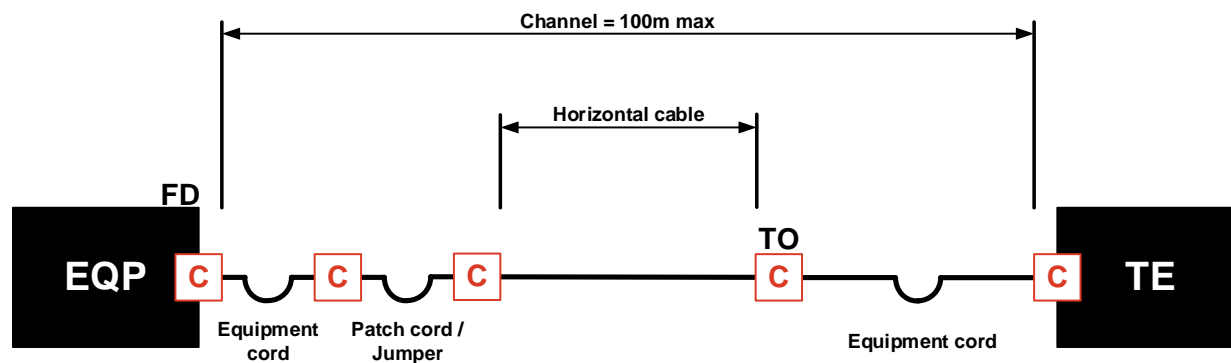 Channel = 100m max
Horizontal cable
FD
TO
EQP
C
C
C
C
C
TE
Equipment
cord
Patch cord /
Jumper
Equipment cord